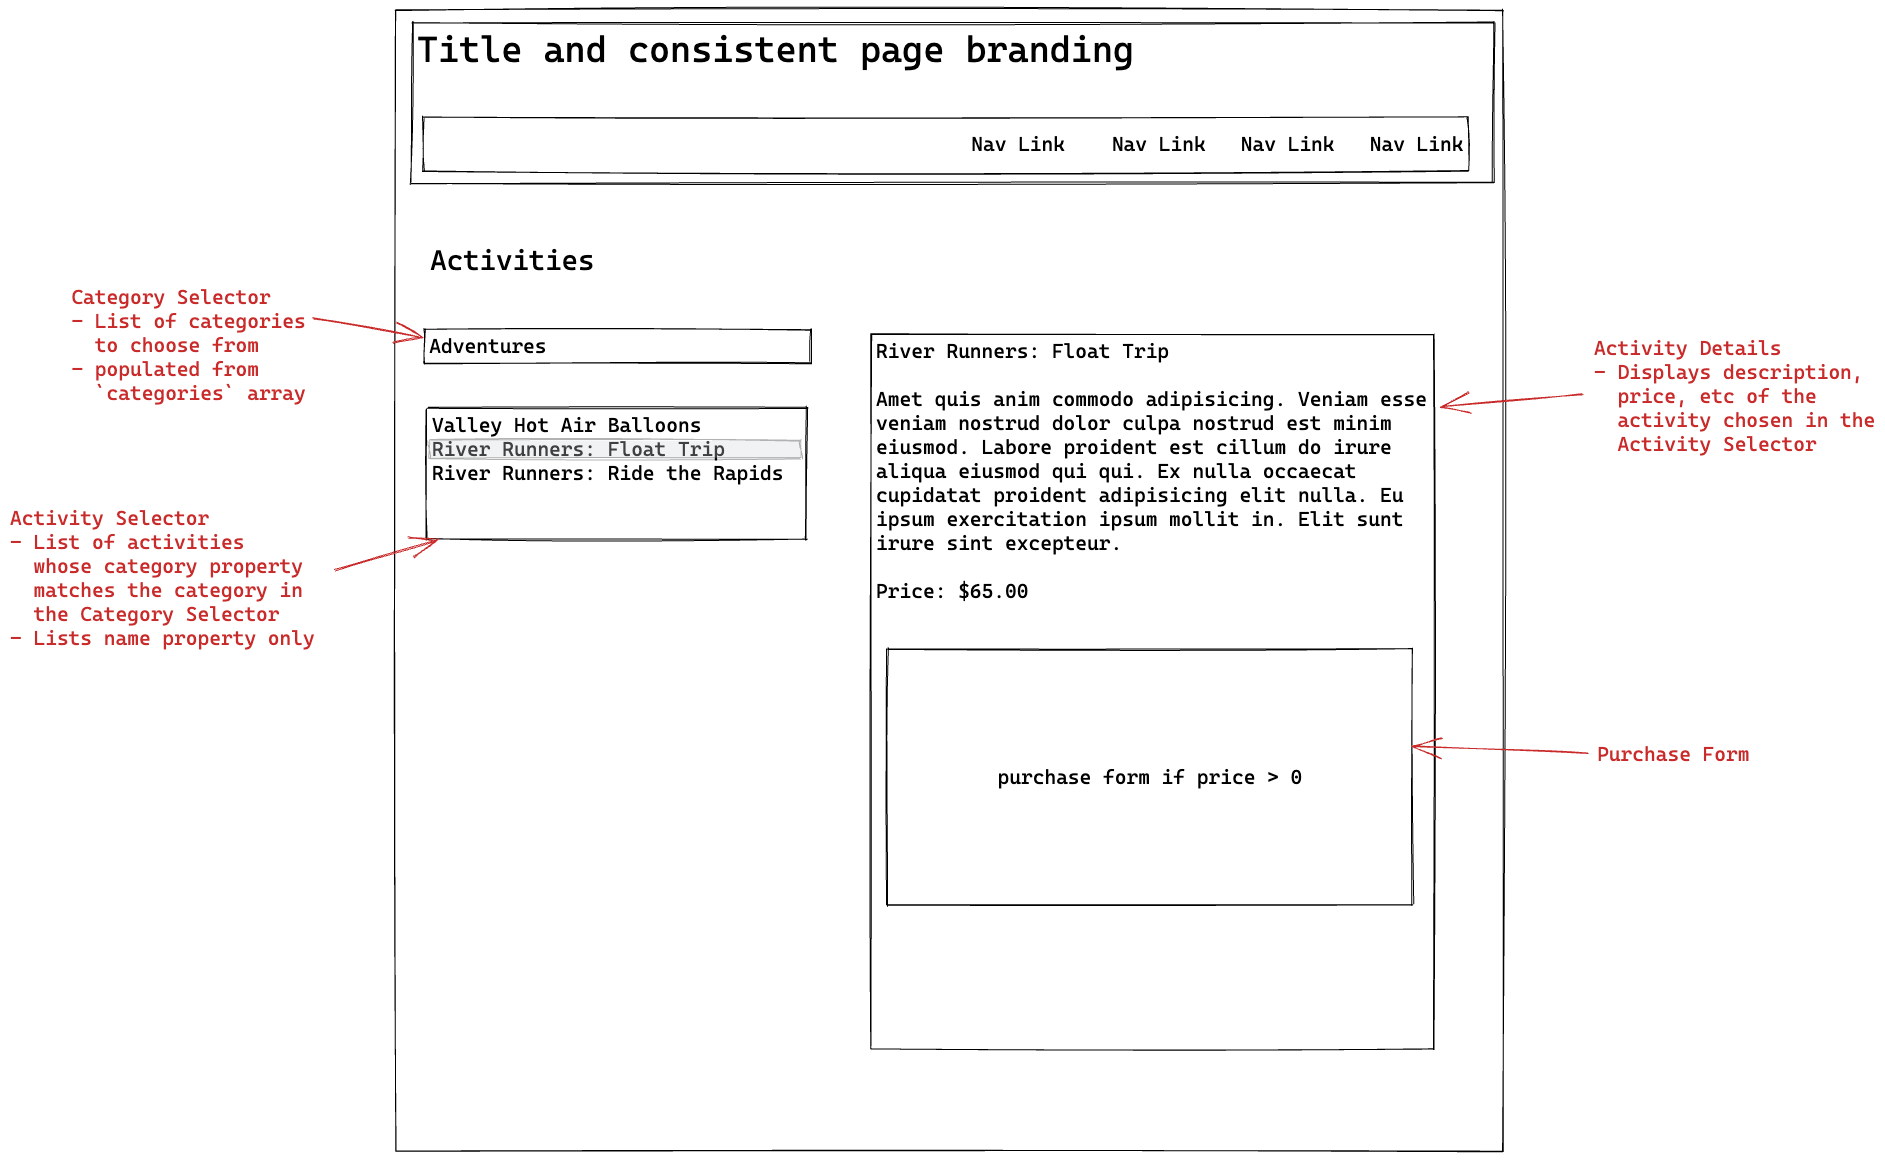 Title and consistent page branding
Nav Link Nav Link Nav Link Nav Link
Activities
Category Selector
- List of categories
to choose from
- populated from
`categories` array
Adventures
Valley Hot Air Balloons
River Runners: Float Trip
River Runners: Ride the Rapids
Activity Selector
- List of activities
whose category property
matches the category in
the Category Selector
- Lists name property only
River Runners: Float Trip
Amet quis anim commodo adipisicing. Veniam esse
veniam nostrud dolor culpa nostrud est minim
eiusmod. Labore proident est cillum do irure
aliqua eiusmod qui qui. Ex nulla occaecat
cupidatat proident adipisicing elit nulla. Eu
ipsum exercitation ipsum mollit in. Elit sunt
irure sint excepteur.
Price: $65.00
purchase form if price > 0
Activity Details
- Displays description,
price, etc of the
activity chosen in the
Activity Selector
Purchase Form